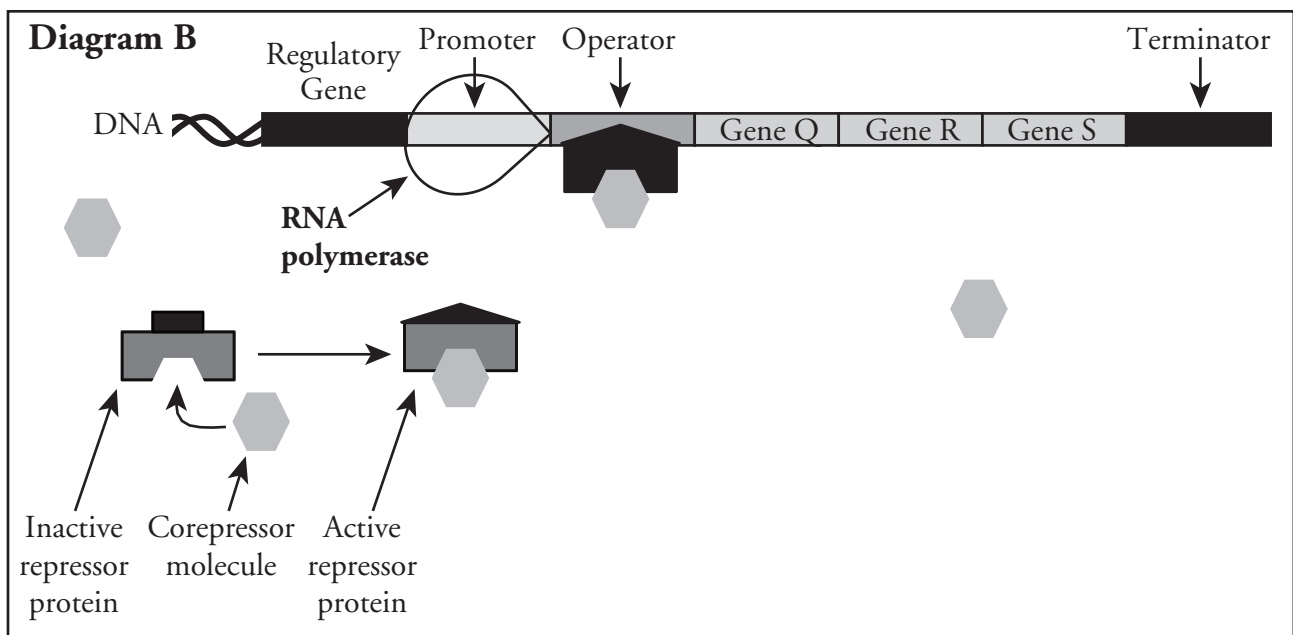 Diagram B
Regulatory
Gene
Promoter
Operator
Terminator
DNA
Gene Q
Gene R
Gene S
RNA
polymerase
Inactive
repressor
protein
Corepressor
molecule
Active
repressor
protein